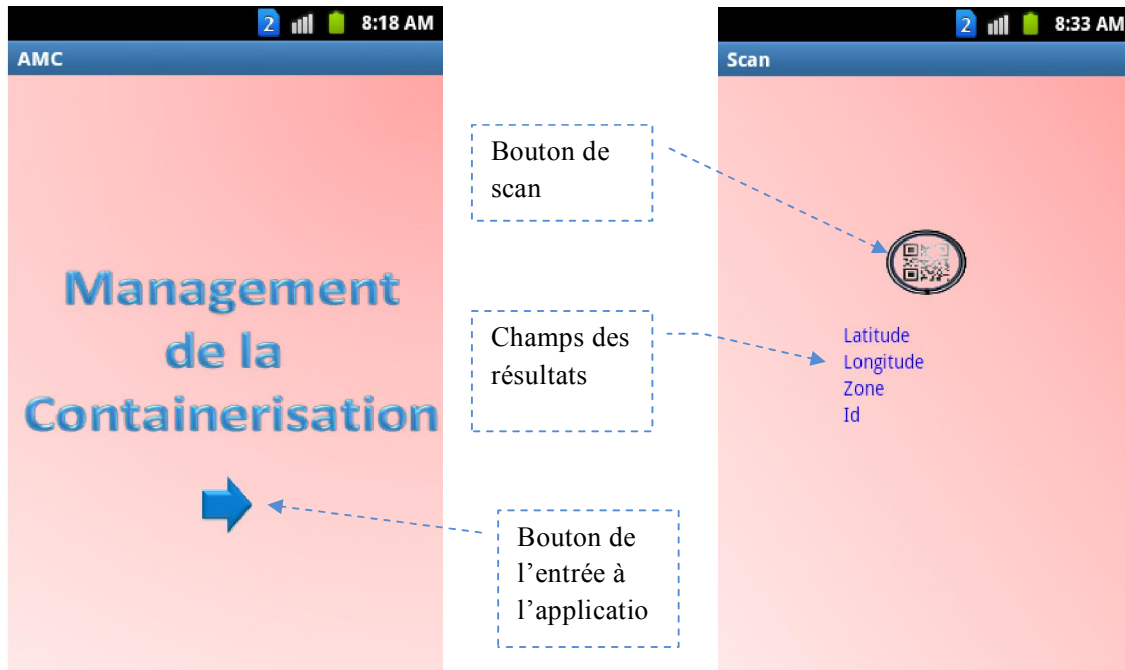 2 8:18 AM
AMC
Management
de la
Containerisation
Bouton de
scan
Champs des
résultats
Bouton de
l’entrée à
l’applicatio
2 8:33 AM
Scan
Latitude
Longitude
Zone
Id